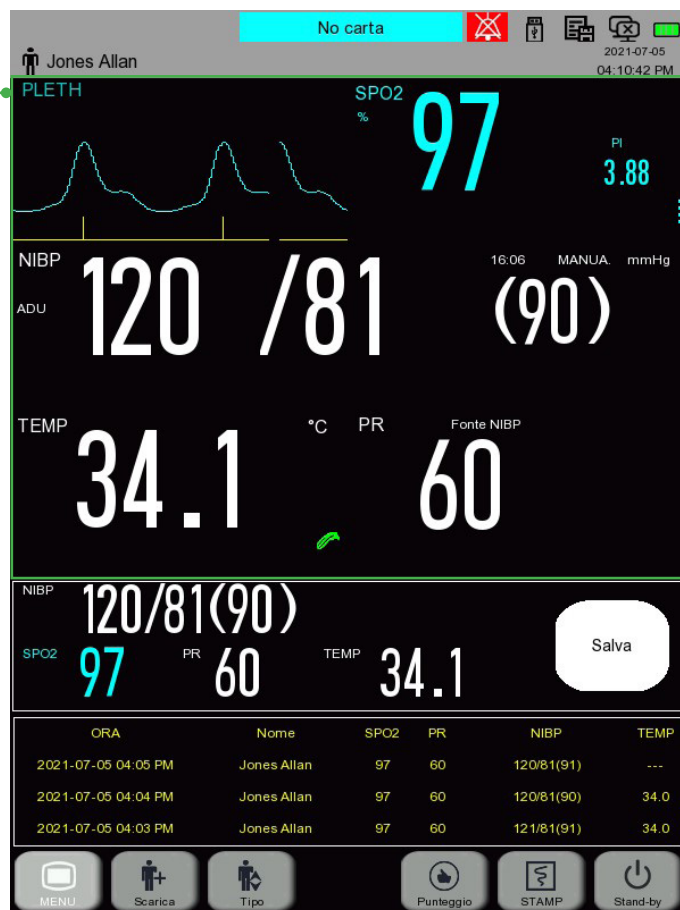 No carta
Jones Allan
2021-07-05
04:10:42 PM
PLETH
SPO2
%
97
PI
3.88
NIBP
ADU
120 /81
16:06 MANUA. mmHg
(90)
TEMP
34.1
°C
PR
Fonte NIBP
60
NIBP
120/81(90)
SPO2 97 PR 60 TEMP 34.1
Salva
ORA Nome SPO2 PR NIBP TEMP
2021-07-05 04:05 PM Jones Allan 97 60 120/81(91) ---
2021-07-05 04:04 PM Jones Allan 97 60 120/81(90) 34.0
2021-07-05 04:03 PM Jones Allan 97 60 121/81(91) 34.0
MENU Scarica Tipo Punteggio STAMP Stand-by